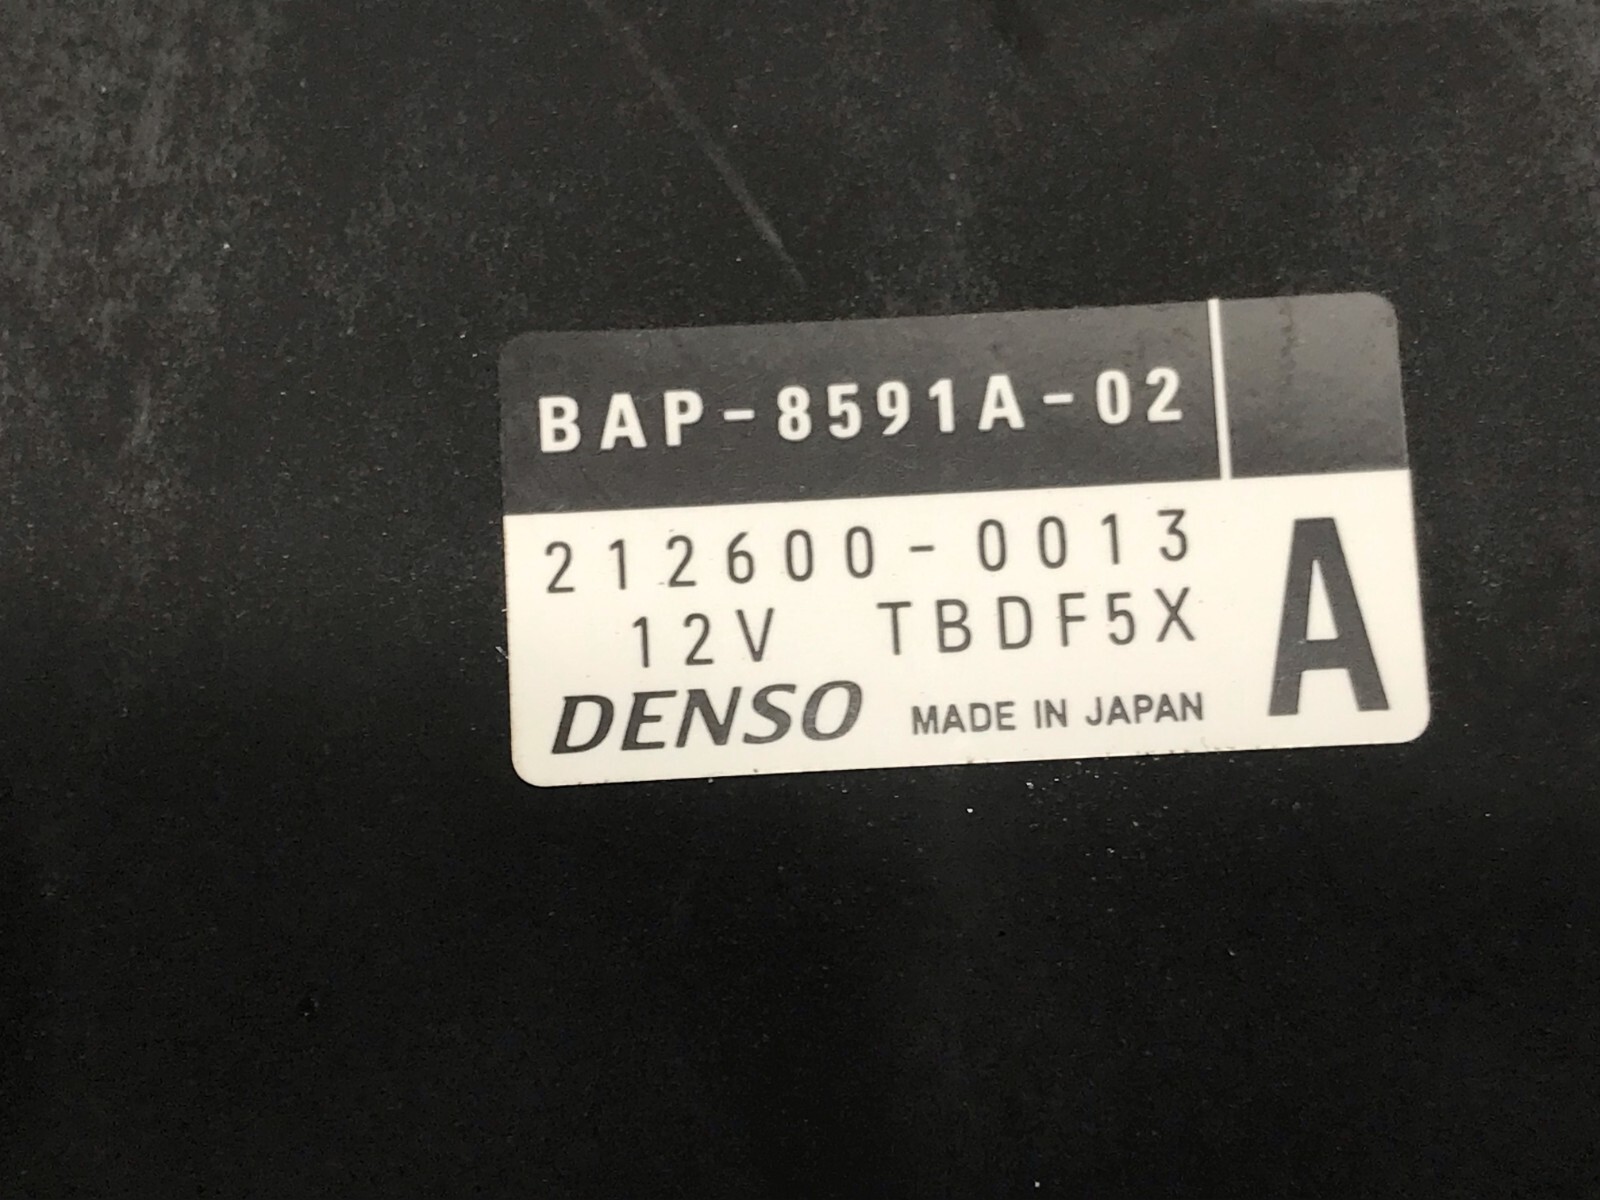 BAP-8591A-02
212600-0013
12V TBDF5X
A
DENSO MADE IN JAPAN